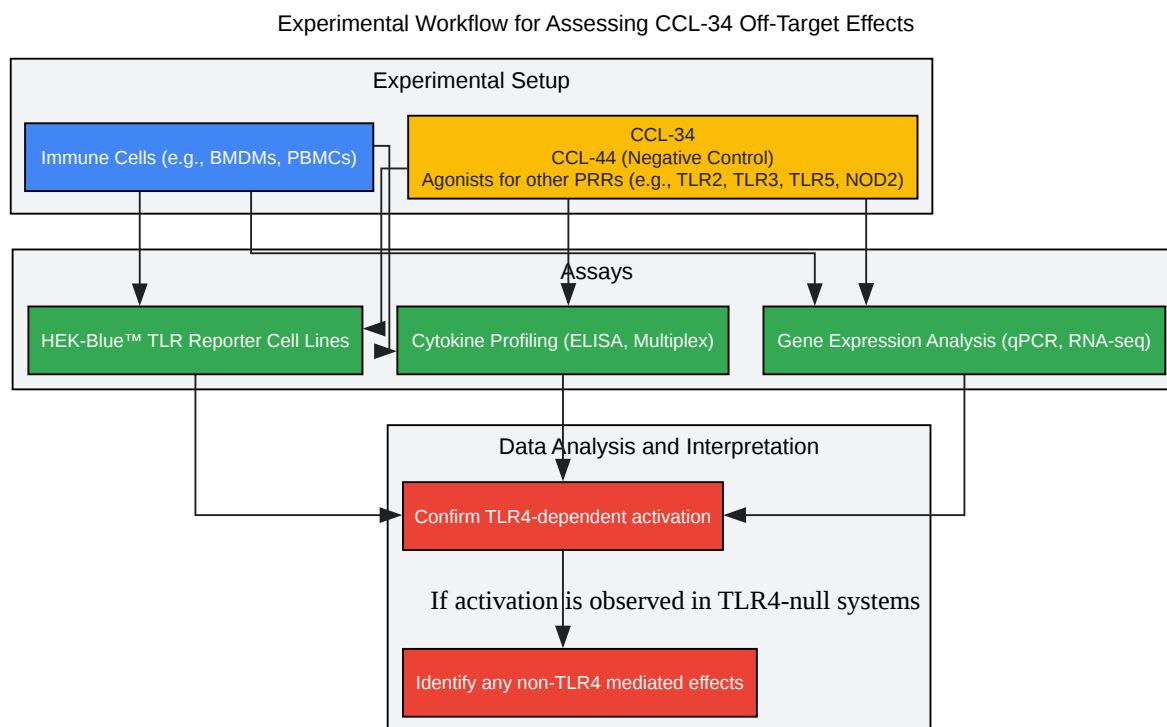 Experimental Workflow for Assessing CCL-34 Off-Target Effects
Experimental Setup
Immune Cells (e.g., BMDMs, PBMCs)
CCL-34
CCL-44 (Negative Control)
Agonists for other PRRs (e.g., TLR2, TLR3, TLR5, NOD2)
Assays
HEK-Blue™ TLR Reporter Cell Lines
Cytokine Profiling (ELISA, Multiplex)
Gene Expression Analysis (qPCR, RNA-seq)
Data Analysis and Interpretation
Confirm TLR4-dependent activation
If activation is observed in TLR4-null systems
Identify any non-TLR4 mediated effects